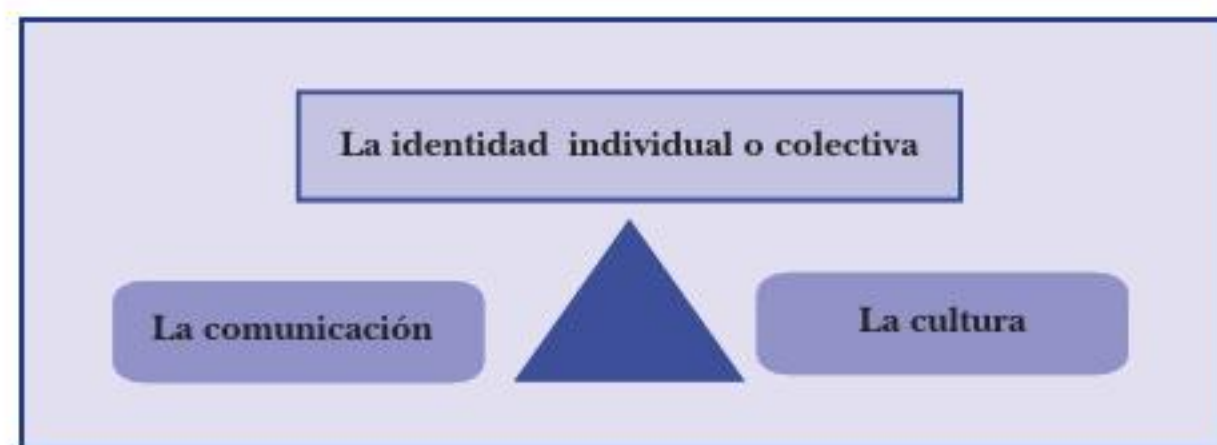 La identidad individual o colectiva
La comunicación
La cultura